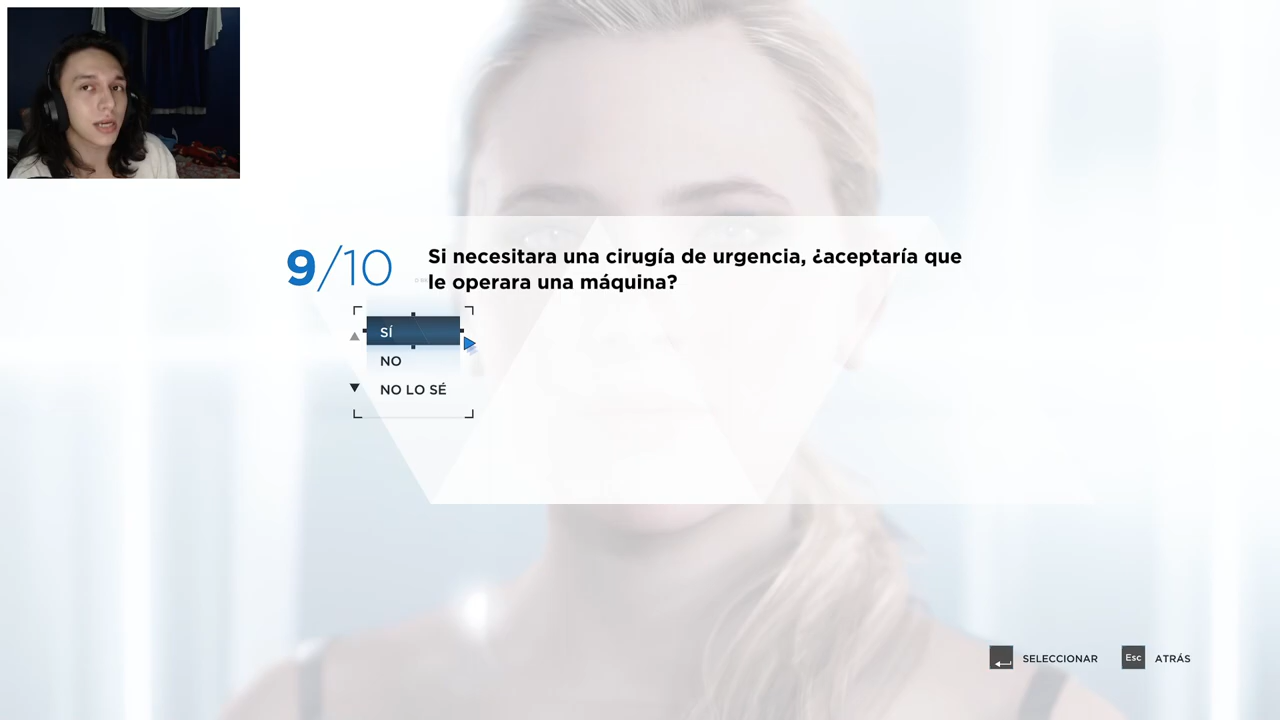 9/10
Si necesitara una cirugía de urgencia, ¿aceptaría que
le operara una máquina?
SÍ
NO
NO LO SÉ
SELECCIONAR
Esc ATRÁS